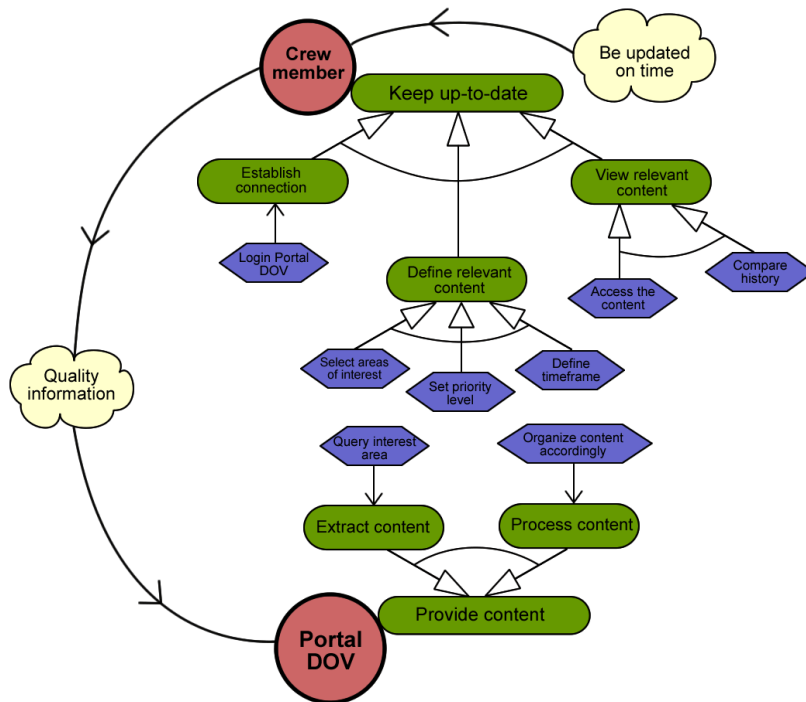 Crew
member
Be updated
on time
Keep up-to-date
Establish
connection
View relevant
content
Login Portal
DOV
Define relevant
content
Compare
history
Access the
content
Select areas
of interest
Define
timeframe
Set priority
level
Quality
information
Query interest
area
Organize content
accordingly
Extract content
Process content
Provide content
Portal
DOV